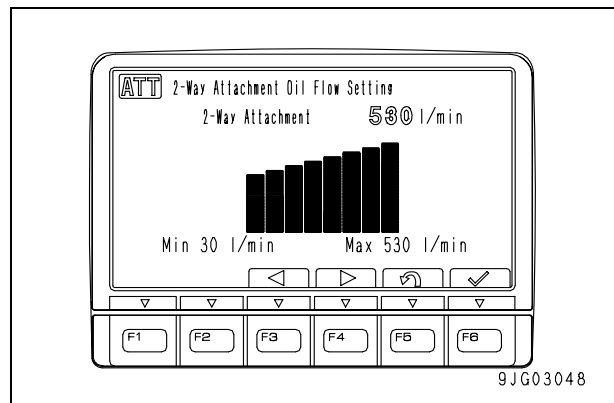 ATT 2-Way Attachment Oil Flow Setting
2-Way Attachment 530 l/min
Min 30 l/min Max 530 l/min
F1 F2 F3 F4 F5 F6
9JG03048